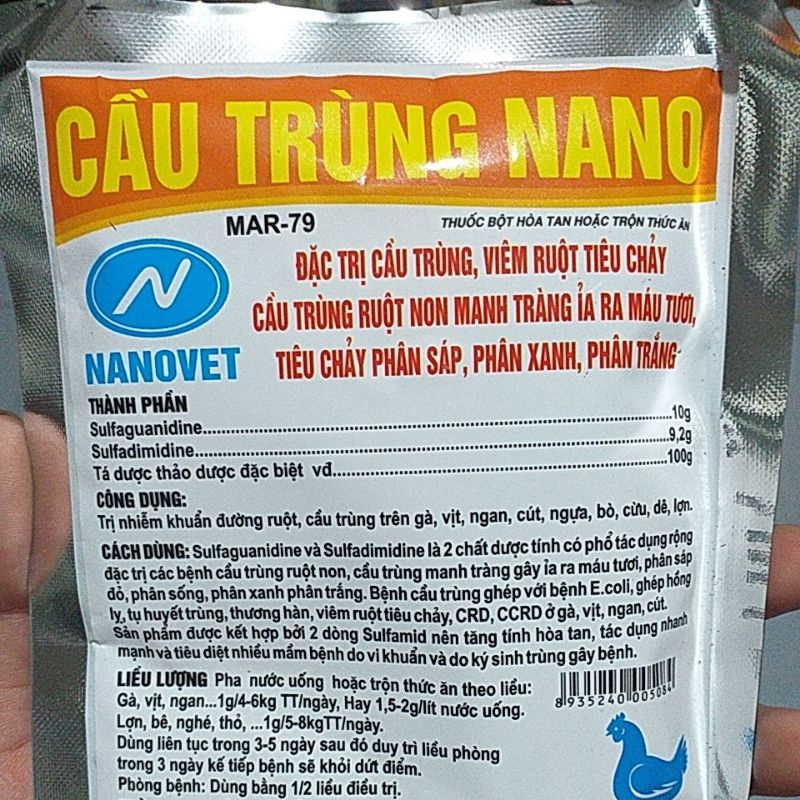 CẦU TRÙNG NANO
MAR-79
THUỐC BỘT HÒA TAN HOẶC TRỘN THỨC ĂN
N
NANOVET
ĐẶC TRỊ CẦU TRÙNG, VIÊM RUỘT TIÊU CHẢY
CẦU TRÙNG RUỘT NON MANH TRÀNG ỈA RA MÁU TƯƠI,
TIÊU CHẢY PHÂN SÁP, PHÂN XANH, PHÂN TRẮNG
THÀNH PHẦN
Sulfaguanidine...10g
Sulfadimidine...9,2g
Tá dược thảo dược đặc biệt vđ...100g
CÔNG DỤNG:
Trị nhiễm khuẩn đường ruột, cầu trùng trên gà, vịt, ngan, cút, ngựa, bò, cừu, dê, lợn.
CÁCH DÙNG: Sulfaguanidine và Sulfadimidine là 2 chất dược tính có phổ tác dụng rộng
đặc trị các bệnh cầu trùng ruột non, cầu trùng manh tràng gây ỉa ra máu tươi, phân sáp
đỏ, phân sống, phân xanh phân trắng. Bệnh cầu trùng ghép với bệnh E.coli, ghép hồng
lỵ, tụ huyết trùng, thương hàn, viêm ruột tiêu chảy, CRD, CCRD ở gà, vịt, ngan, cút.
Sản phẩm được kết hợp bởi 2 dòng Sulfamid nên tăng tính hòa tan, tác dụng nhanh
mạnh và tiêu diệt nhiều mầm bệnh do vi khuẩn và do ký sinh trùng gây bệnh.
LIỀU LƯỢNG Pha nước uống hoặc trộn thức ăn theo liều:
Gà, vịt, ngan...1g/4-6kg TT/ngày, Hay 1,5-2g/lít nước uống.
Lợn, bê, nghé, thỏ, ...1g/5-8kgTT/ngày.
Dùng liên tục trong 3-5 ngày sau đó duy trì liều phòng
trong 3 ngày kế tiếp bệnh sẽ khỏi dứt điểm.
Phòng bệnh: Dùng bằng 1/2 liều điều trị.
8 935240 005084